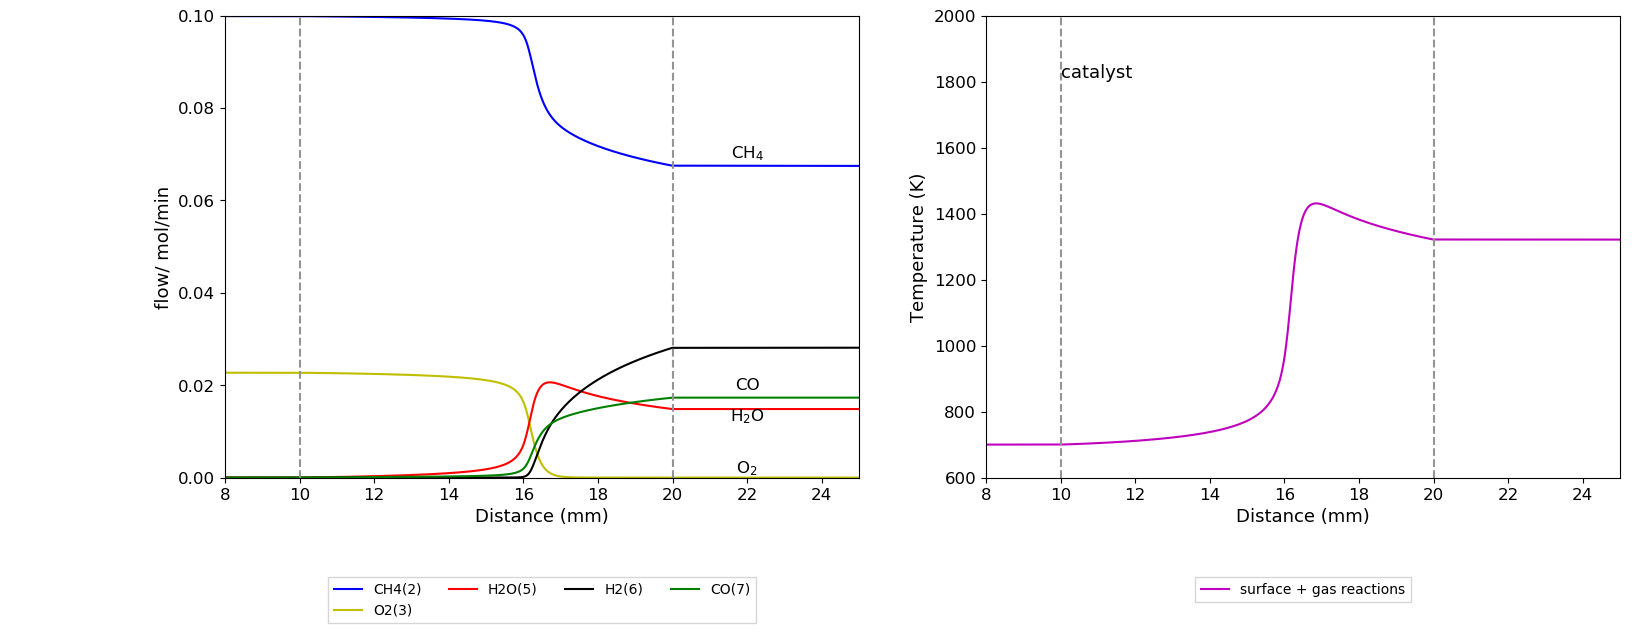 0.10
0.08
0.06
0.04
0.02
0.00
flow/ mol/min
8 10 12 14 16 18 20 22 24
Distance (mm)
CH₄
CO
H₂O
O₂
CH4(2) H2O(5) H2(6) CO(7)
O2(3)
2000
1800
1600
1400
1200
1000
800
600
Temperature (K)
catalyst
8 10 12 14 16 18 20 22 24
Distance (mm)
surface + gas reactions